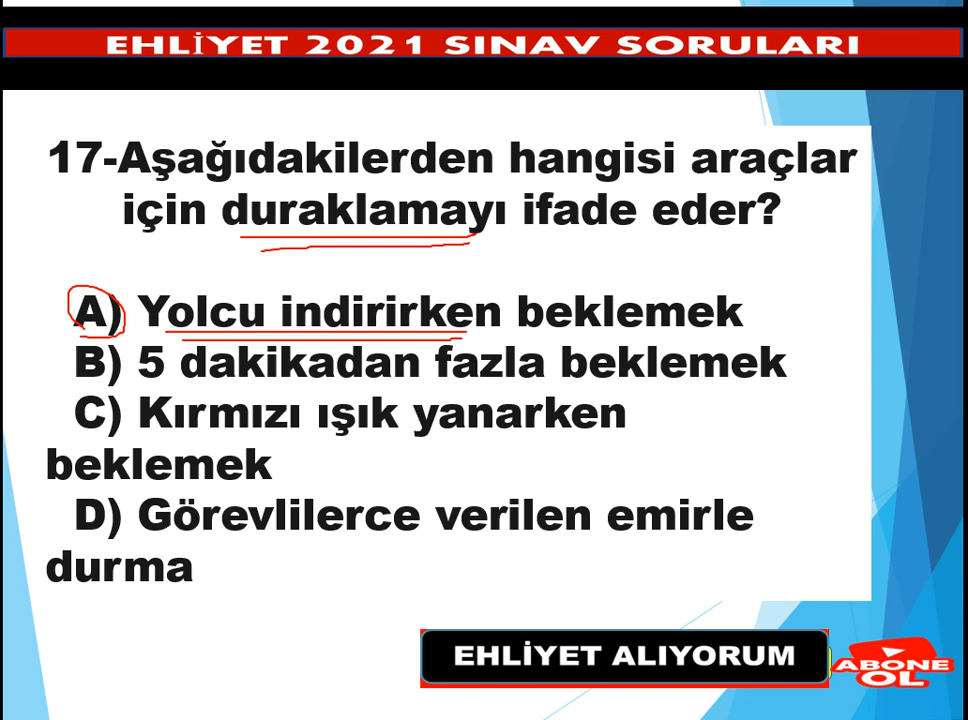 EHLİYET 2021 SINAV SORULARI
17-Aşağıdakilerden hangisi araçlar
için duraklamayı ifade eder?
A) Yolcu indirirken beklemek
B) 5 dakikadan fazla beklemek
C) Kırmızı ışık yanarken
beklemek
D) Görevlilerce verilen emirle
durma
EHLİYET ALIYORUM
ABONE
OL